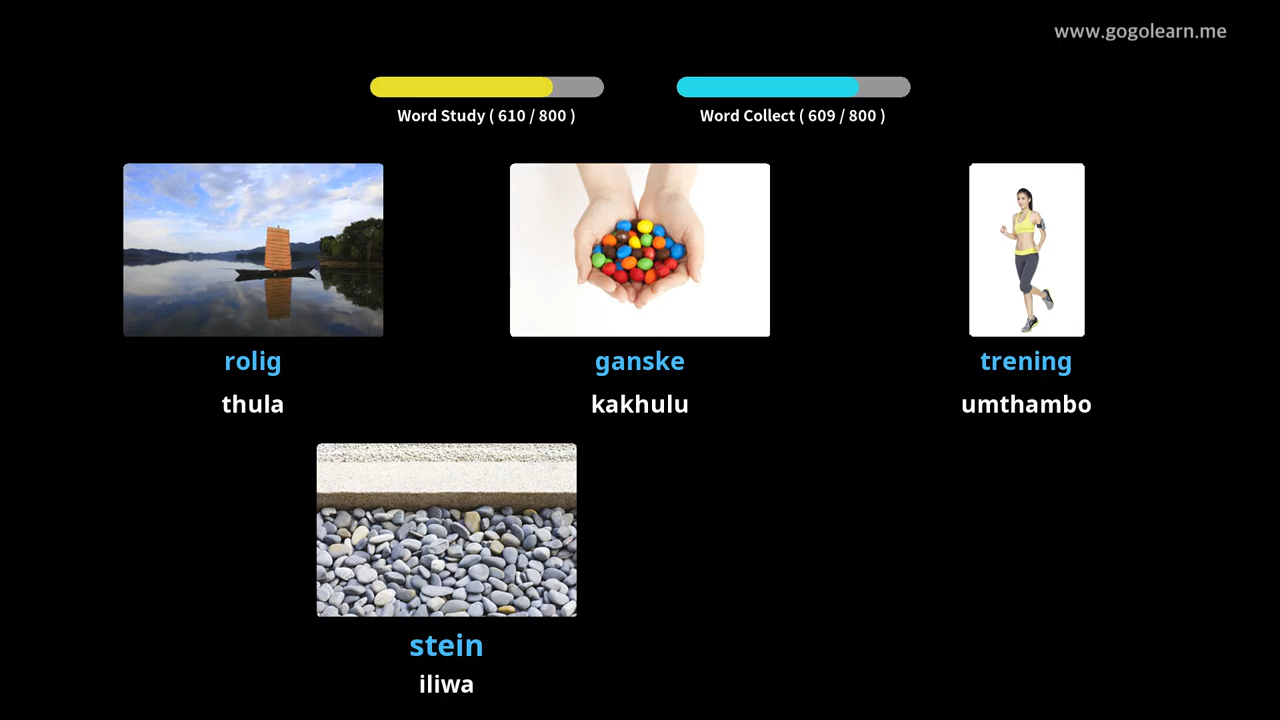 www.gogolearn.me
Word Study ( 610 / 800 )
Word Collect ( 609 / 800 )
rolig
thula
ganske
kakhulu
trening
umthambo
stein
iliwa